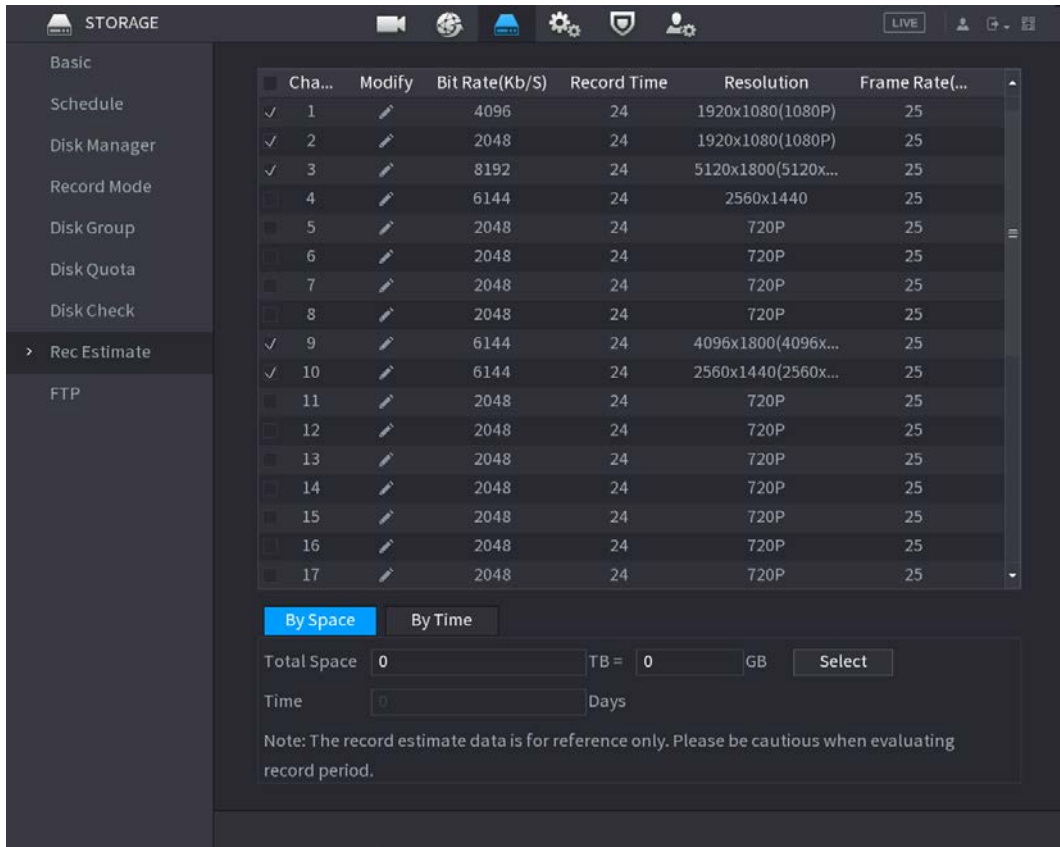 STORAGE
LIVE
Basic
Schedule
Disk Manager
Record Mode
Disk Group
Disk Quota
Disk Check
Rec Estimate
FTP
Cha... Modify Bit Rate(Kb/S) Record Time Resolution Frame Rate(...
1 4096 24 1920x1080(1080P) 25
2 2048 24 1920x1080(1080P) 25
3 8192 24 5120x1800(5120x... 25
4 6144 24 2560x1440 25
5 2048 24 720P 25
6 2048 24 720P 25
7 2048 24 720P 25
8 2048 24 720P 25
9 6144 24 4096x1800(4096x... 25
10 6144 24 2560x1440(2560x... 25
11 2048 24 720P 25
12 2048 24 720P 25
13 2048 24 720P 25
14 2048 24 720P 25
15 2048 24 720P 25
16 2048 24 720P 25
17 2048 24 720P 25
By Space By Time
Total Space 0 TB = 0 GB Select
Time 0 Days
Note: The record estimate data is for reference only. Please be cautious when evaluating
record period.